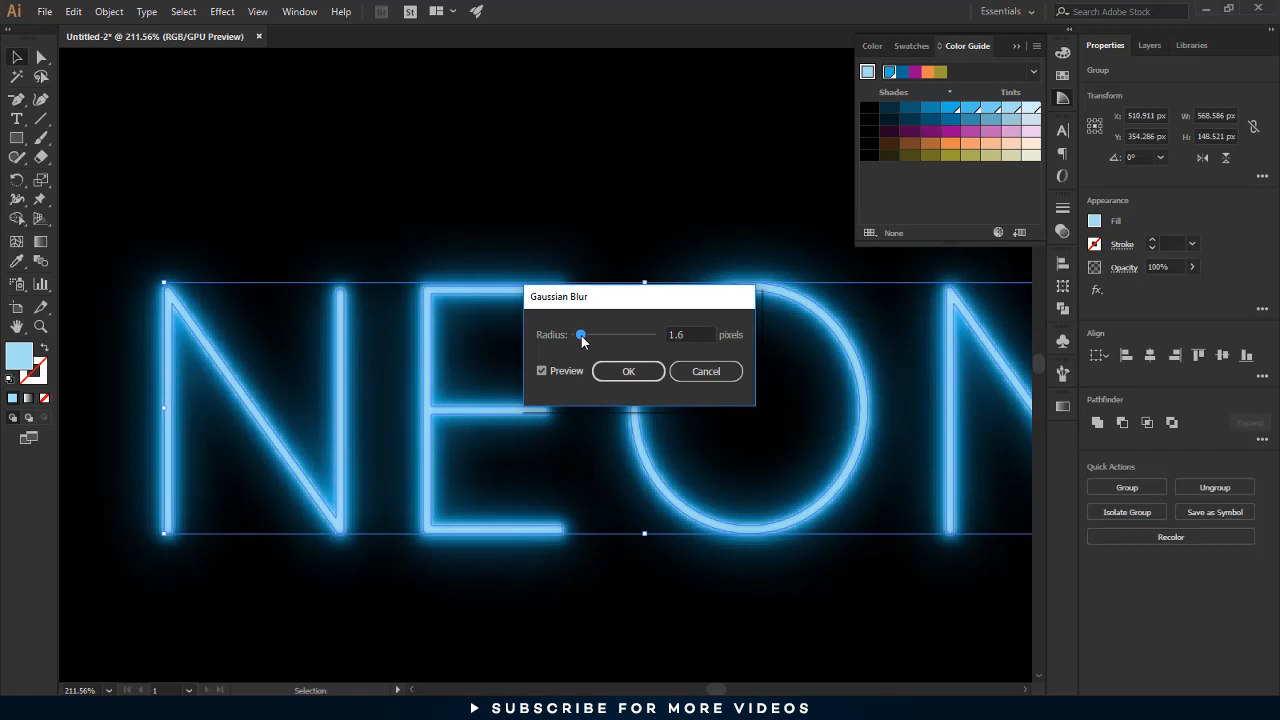 Ai File Edit Object Type Select Effect View Window Help Br St Essentials Search Adobe Stock
Untitled-2* @ 211.56% (RGB/GPU Preview)
Color Swatches Color Guide
Properties Layers Libraries
Group
Shades Tints
Transform
X: 510.911 px W: 568.586 px
Y: 354.286 px H: 148.521 px
0°
Appearance
Fill
Stroke
None
Opacity 100%
fx.
NEON
Gaussian Blur
Radius: 1.6 pixels
Preview OK Cancel
Align
Pathfinder
Expand
Quick Actions
Group Ungroup
Isolate Group Save as Symbol
Recolor
211.56% 1 Selection
SUBSCRIBE FOR MORE VIDEOS